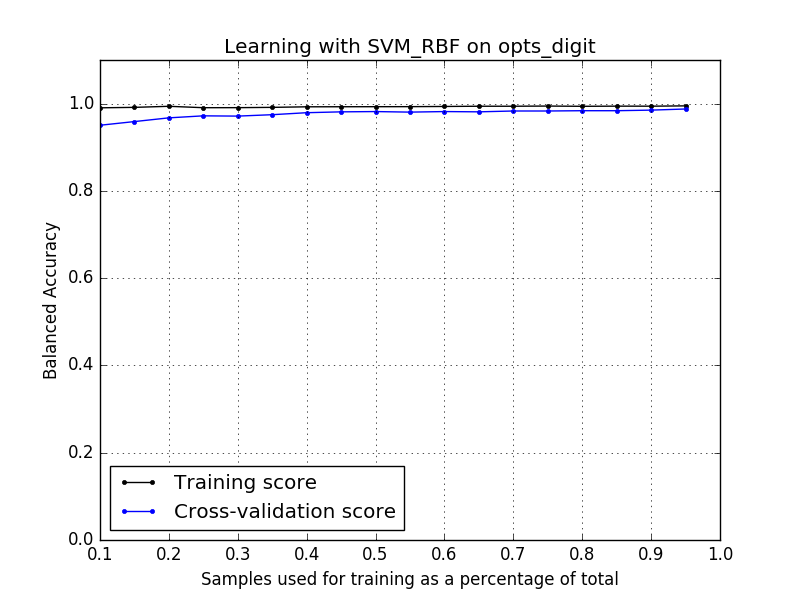 Learning with SVM_RBF on opts_digit
Balanced Accuracy
1.0
0.8
0.6
0.4
0.2
0.0
Training score
Cross-validation score
0.1 0.2 0.3 0.4 0.5 0.6 0.7 0.8 0.9 1.0
Samples used for training as a percentage of total